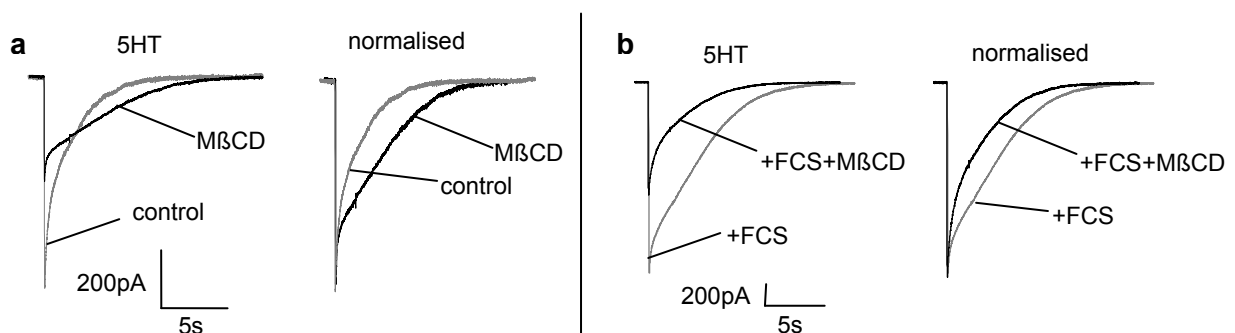 a
5HT
normalised
MßCD
control
200pA
5s
MßCD
control
b
5HT
normalised
+FCS+MßCD
+FCS
200pA
5s
+FCS+MßCD
+FCS